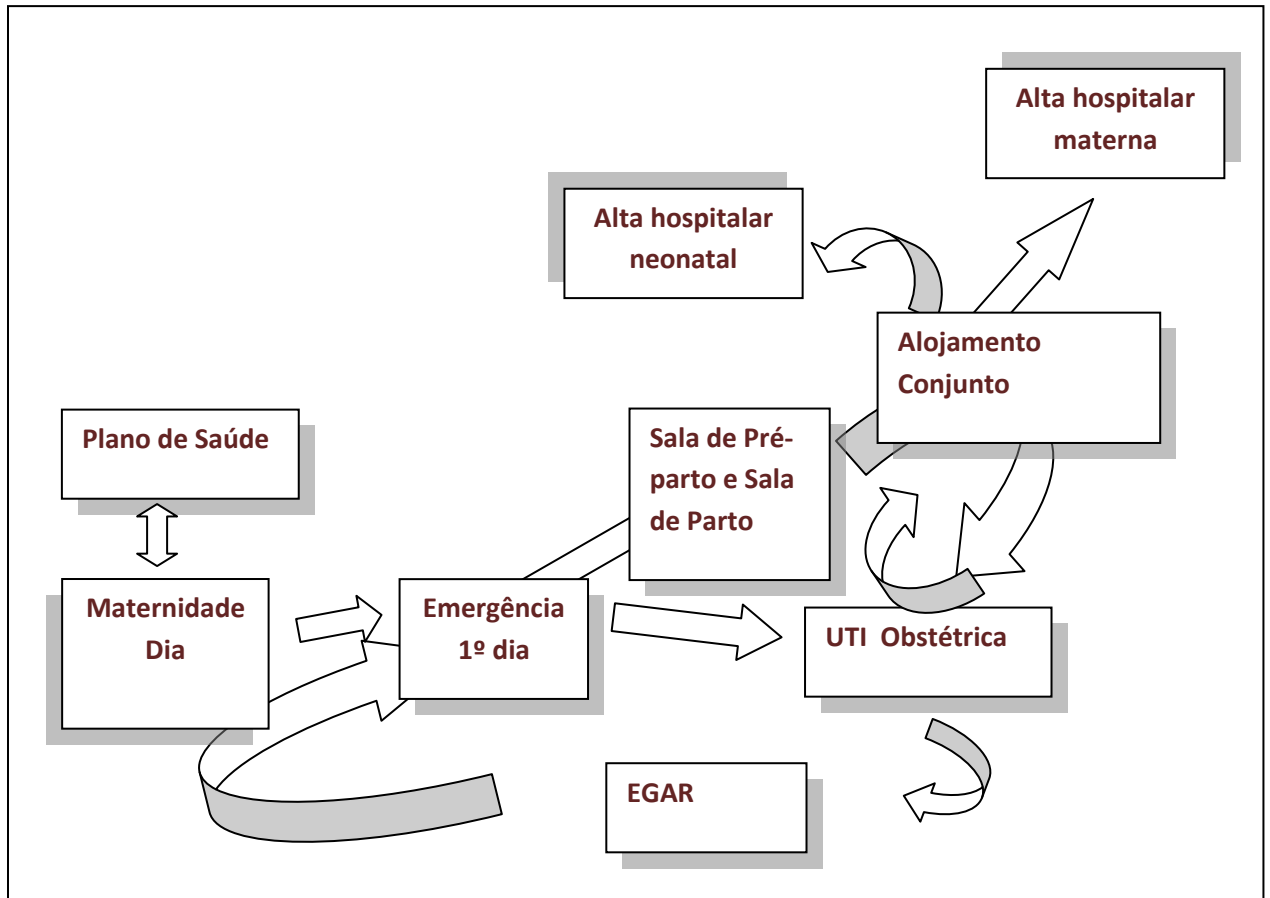 Alta hospitalar
materna
Alta hospitalar
neonatal
Alojamento
Conjunto
Plano de Saúde
Sala de Pré-
parto e Sala
de Parto
Maternidade
Dia
Emergência
1º dia
UTI  Obstétrica
EGAR